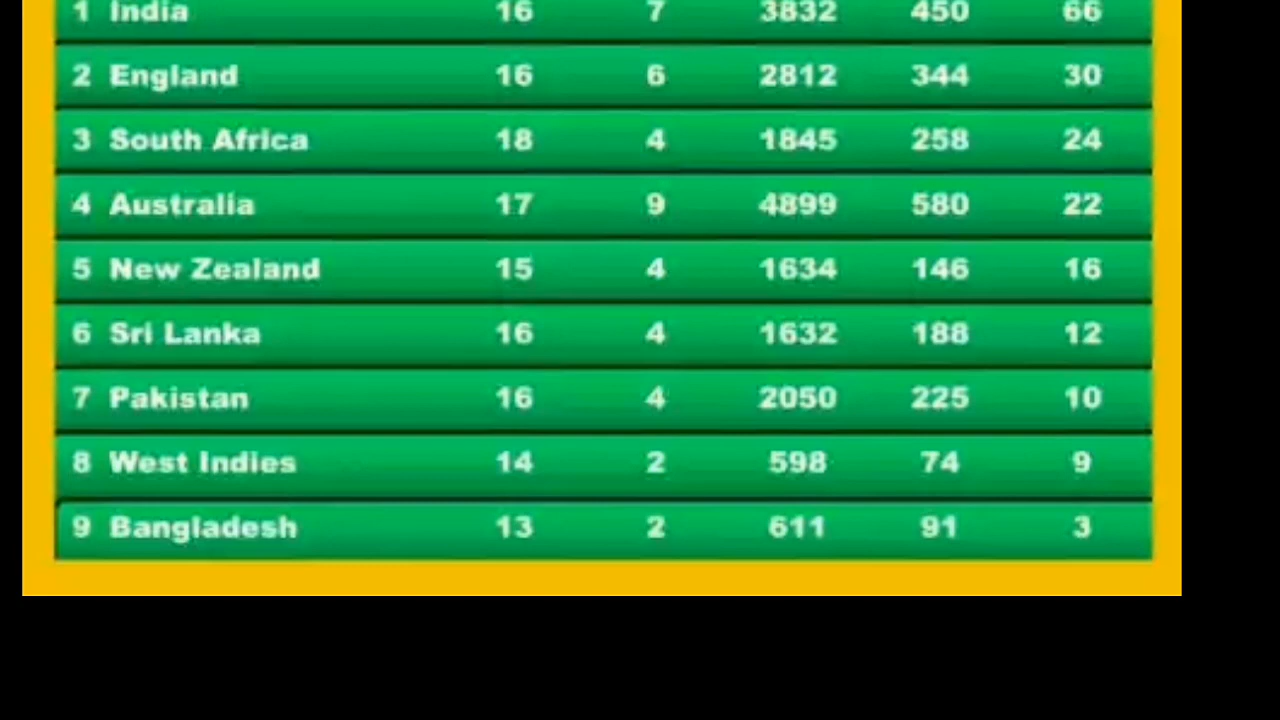 1 India 16 7 3832 450 66
2 England 16 6 2812 344 30
3 South Africa 18 4 1845 258 24
4 Australia 17 9 4899 580 22
5 New Zealand 15 4 1634 146 16
6 Sri Lanka 16 4 1632 188 12
7 Pakistan 16 4 2050 225 10
8 West Indies 14 2 598 74 9
9 Bangladesh 13 2 611 91 3